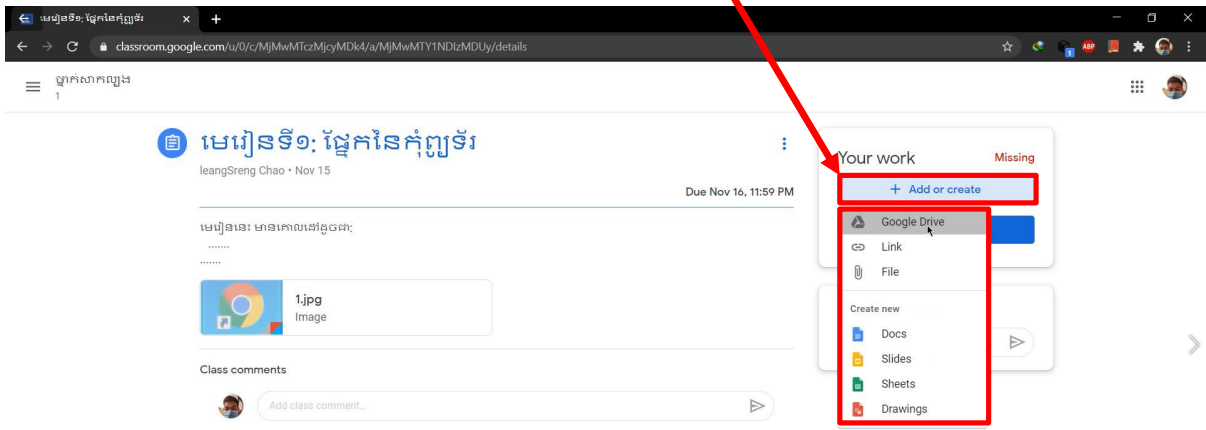 មេរៀនទី១: ផ្នែកនៃកុំព្យូទ័រ
classroom.google.com/u/0/c/MjMwMTczMjcyMDk4/a/MjMwMTY1NDIzMDUy/details
1
ABP
ថ្នាក់សាកល្បង
1
មេរៀនទី១: ផ្នែកនៃកុំព្យូទ័រ
leangSreng Chao • Nov 15
Due Nov 16, 11:59 PM
មេរៀននេះ មានគោលដៅដូចជា:
.......
.......
1.jpg
Image
Class comments
Add class comment...
Your work Missing
+ Add or create
Google Drive
Link
File
Create new
Docs
Slides
Sheets
Drawings